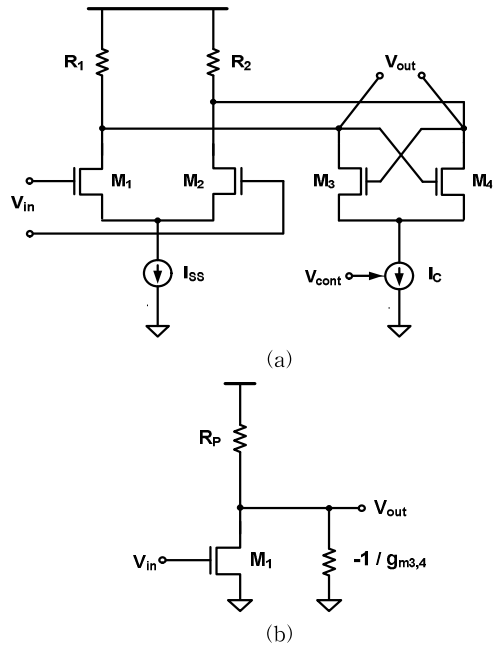 R1
R2
Vout
M1
M2
M3
M4
Vin
ISS
Vcont
IC
(a)
RP
Vout
Vin
M1
-1 / gm3,4
(b)